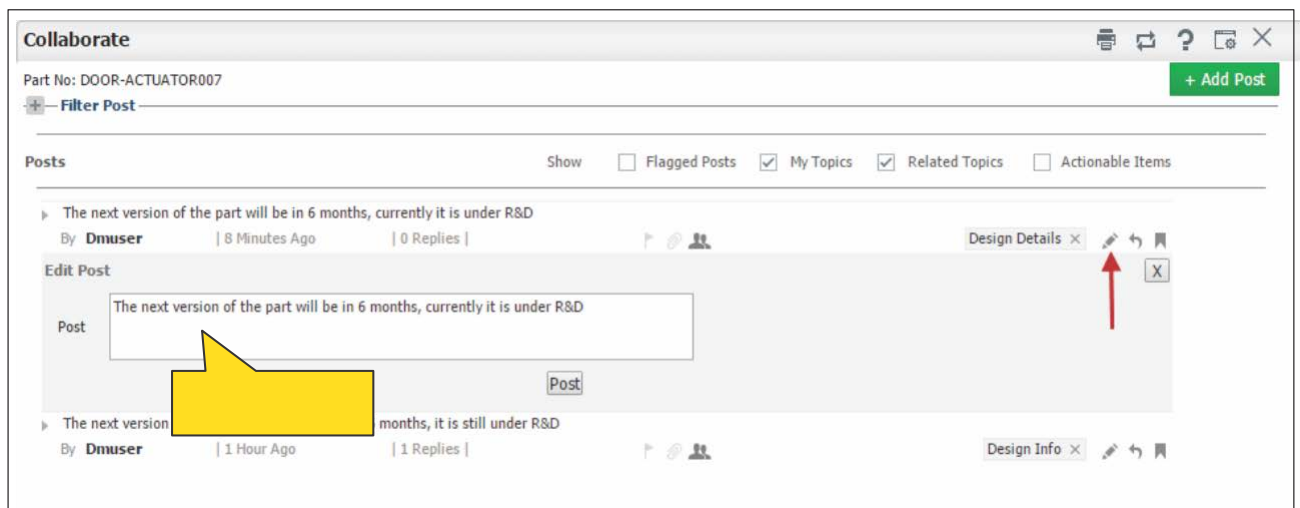 Collaborate
Part No: DOOR-ACTUATOR007
+ Add Post
Filter Post
Posts Show Flagged Posts My Topics Related Topics Actionable Items
The next version of the part will be in 6 months, currently it is under R&D
By Dmuser | 8 Minutes Ago | 0 Replies | Design Details ×
Edit Post X
Post The next version of the part will be in 6 months, currently it is under R&D
Post
The next version months, it is still under R&D
By Dmuser | 1 Hour Ago | 1 Replies | Design Info ×